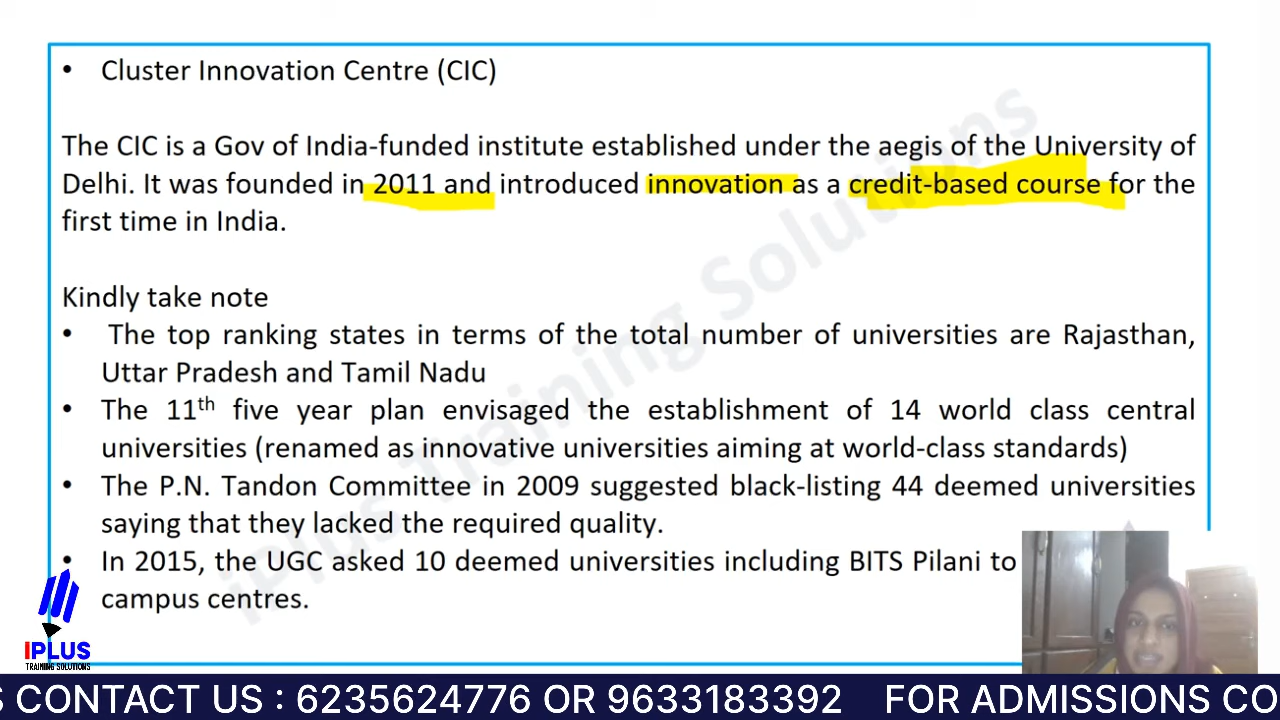 • Cluster Innovation Centre (CIC)
The CIC is a Gov of India-funded institute established under the aegis of the University of
Delhi. It was founded in 2011 and introduced innovation as a credit-based course for the
first time in India.
Kindly take note
• The top ranking states in terms of the total number of universities are Rajasthan,
Uttar Pradesh and Tamil Nadu
• The 11th five year plan envisaged the establishment of 14 world class central
universities (renamed as innovative universities aiming at world-class standards)
• The P.N. Tandon Committee in 2009 suggested black-listing 44 deemed universities
saying that they lacked the required quality.
• In 2015, the UGC asked 10 deemed universities including BITS Pilani to
campus centres.
iPlus Training Solutions
IPLUS
TRAINING SOLUTIONS
S CONTACT US : 6235624776 OR 9633183392 FOR ADMISSIONS CO